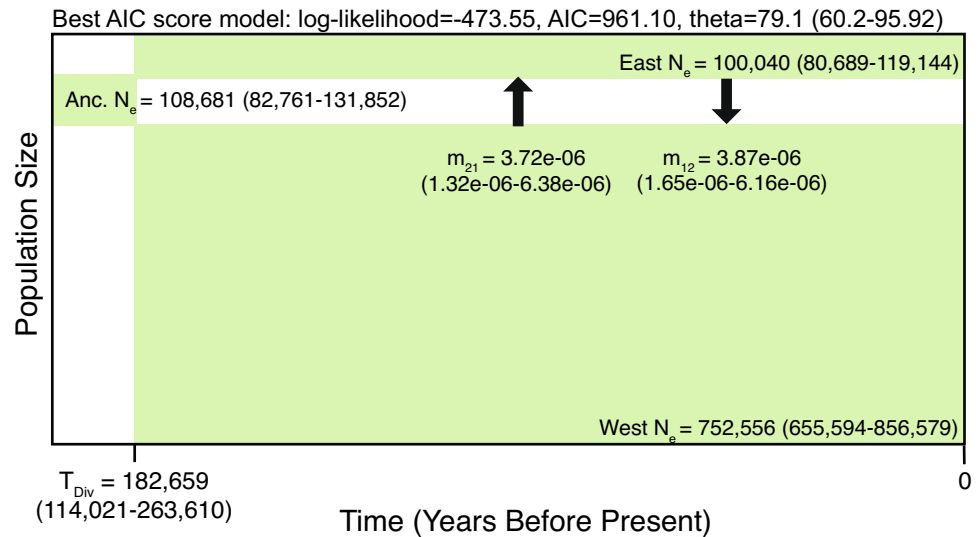 Best AIC score model: log-likelihood=-473.55, AIC=961.10, theta=79.1 (60.2-95.92)
East Ne = 100,040 (80,689-119,144)
Anc. Ne = 108,681 (82,761-131,852)
m21 = 3.72e-06
(1.32e-06-6.38e-06)
m12 = 3.87e-06
(1.65e-06-6.16e-06)
Population Size
West Ne = 752,556 (655,594-856,579)
TDiv = 182,659
(114,021-263,610)
0
Time (Years Before Present)